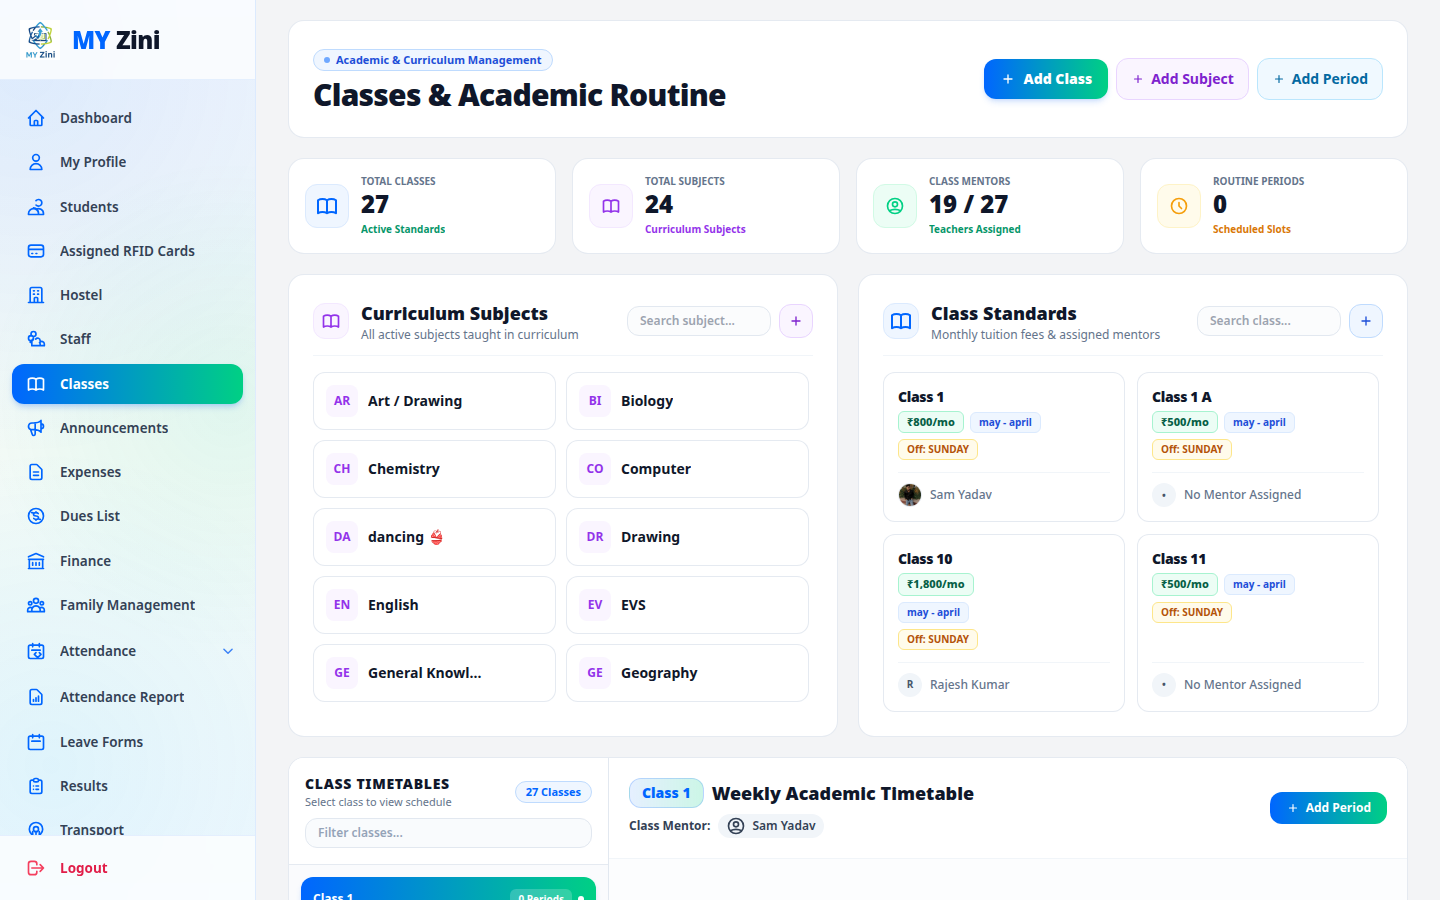 MY Zini
MY Zini
Dashboard
My Profile
Students
Assigned RFID Cards
Hostel
Staff
Classes
Announcements
Expenses
Dues List
Finance
Family Management
Attendance
Attendance Report
Leave Forms
Results
Transport
Logout
Academic & Curriculum Management
Classes & Academic Routine
+ Add Class
+ Add Subject
+ Add Period
TOTAL CLASSES
27
Active Standards
TOTAL SUBJECTS
24
Curriculum Subjects
CLASS MENTORS
19 / 27
Teachers Assigned
ROUTINE PERIODS
0
Scheduled Slots
Curriculum Subjects
All active subjects taught in curriculum
Search subject...
+
AR Art / Drawing
BI Biology
CH Chemistry
CO Computer
DA dancing 👙
DR Drawing
EN English
EV EVS
GE General Knowl...
GE Geography
Class Standards
Monthly tuition fees & assigned mentors
Search class...
+
Class 1
₹800/mo may - april
Off: SUNDAY
Sam Yadav
Class 1 A
₹500/mo may - april
Off: SUNDAY
• No Mentor Assigned
Class 10
₹1,800/mo
may - april
Off: SUNDAY
R Rajesh Kumar
Class 11
₹500/mo may - april
Off: SUNDAY
• No Mentor Assigned
CLASS TIMETABLES
Select class to view schedule
27 Classes
Filter classes...
Class 1 0 Periods
Class 1 Weekly Academic Timetable
Class Mentor: Sam Yadav
+ Add Period